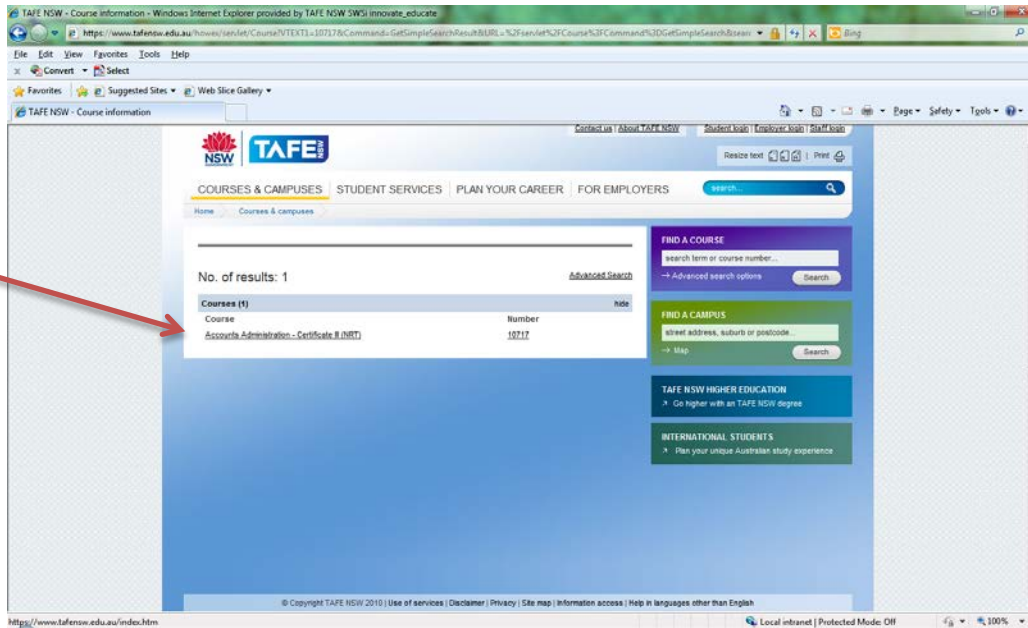 TAFE NSW - Course information - Windows Internet Explorer provided by TAFE NSW SWSi innovate_educate
File Edit View Favorites Tools Help
x Convert Select
Favorites Suggested Sites Web Slice Gallery
TAFE NSW - Course information
Page Safety Tools
Bing
Contact us | About TAFE NSW
Student login | Employer login | Staff login
NSW
TAFE NSW
Resize text | Print
COURSES & CAMPUSES STUDENT SERVICES PLAN YOUR CAREER FOR EMPLOYERS
search...
Home Courses & campuses
No. of results: 1
Advanced Search
Courses (1) hide
Course Number
Accounts Administration - Certificate II (NRT) 10717
FIND A COURSE
search term or course number...
→ Advanced search options Search
FIND A CAMPUS
street address, suburb or postcode...
→ Map Search
TAFE NSW HIGHER EDUCATION
Go higher with an TAFE NSW degree
INTERNATIONAL STUDENTS
Plan your unique Australian study experience
© Copyright TAFE NSW 2010 | Use of services | Disclaimer | Privacy | Site map | Information access | Help in languages other than English
https://www.tafensw.edu.au/index.htm
Local intranet | Protected Mode: Off
100%